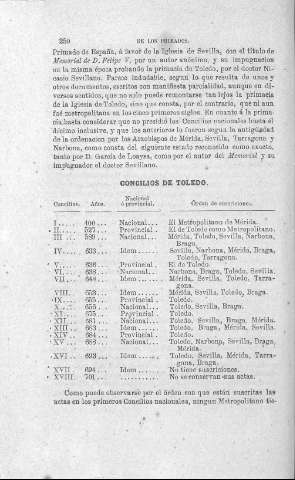 250 DE LOS PRIMADOS.
Primado de España, á favor de la Iglesia de Sevilla, con el título de
Memorial de D. Felipe V, por un autor anónimo, y su impugnacion
en la misma época probando la primacía de Toledo, por el doctor Ni-
casio Sevillano. Parece indudable, segun lo que resulta de unos y
otros documentos, escritos con manifiesta parcialidad, aunque en di-
versos sentidos, que no solo puede remontarse tan léjos la primacía
de la Iglesia de Toledo, sino que consta, por el contrario, que ni aun
fué metropolitana en los cinco primeros siglos. En cuanto á la prima-
cía basta considerar que no presidió los Concilios nacionales hasta el
décimo inclusive, y que los anteriores lo fueron segun la antigüedad
de la ordenacion por los Arzobispos de Mérida, Sevilla, Tarragona y
Narbona, como consta del siguiente estado reconocido como exacto,
tanto por D. García de Loaysa, como por el autor del Memorial y su
impugnador el doctor Sevillano.
CONCILIOS DE TOLEDO.
Concilios. Años. Nacional ó provincial. Órden de suscriciones.
I 400 Nacional El Metropolitano de Mérida.
II 527 Provincial El de Toledo como Metropolitano.
III 589 Nacional Mérida, Toledo, Sevilla, Narbona,
Braga.
IV 633 Idem Sevilla, Narbona, Mérida, Braga,
Toledo, Tarragona.
V 636 Provincial El de Toledo.
VI 638 Nacional Narbona, Braga, Toledo, Sevilla.
VII 646 Idem Mérida, Sevilla, Toledo, Tarra-
gona.
VIII 653 Idem Mérida, Sevilla, Toledo, Braga.
IX 655 Provincial Toledo.
X 656 Nacional Toledo, Sevilla, Braga.
XI 675 Provincial Toledo.
XII 681 Nacional Toledo, Sevilla, Braga, Mérida.
XIII 683 Idem Toledo, Braga, Mérida, Sevilla.
XIV 684 Provincial Toledo.
XV 688 Nacional Toledo, Narbona, Sevilla, Braga,
Mérida.
XVI 693 Idem Toledo, Sevilla, Mérida, Tarra-
gona, Braga.
XVII 694 Idem No tiene suscriciones.
XVIII 701 No se conservan sus actas.
Como puede observarse por el órden con que están suscritas las
actas en los primeros Concilios nacionales, ningun Metropolitano te-